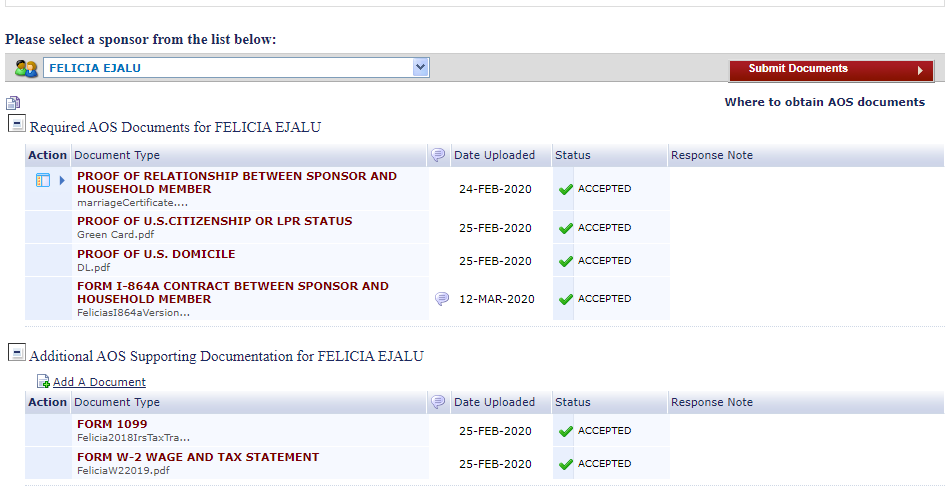 Please select a sponsor from the list below:
FELICIA EJALU
Submit Documents
Where to obtain AOS documents
Required AOS Documents for FELICIA EJALU
Action Document Type Date Uploaded Status Response Note
PROOF OF RELATIONSHIP BETWEEN SPONSOR AND
HOUSEHOLD MEMBER
marriageCertificate....
24-FEB-2020 ACCEPTED
PROOF OF U.S.CITIZENSHIP OR LPR STATUS
Green Card.pdf
25-FEB-2020 ACCEPTED
PROOF OF U.S. DOMICILE
DL.pdf
25-FEB-2020 ACCEPTED
FORM I-864A CONTRACT BETWEEN SPONSOR AND
HOUSEHOLD MEMBER
FeliciasI864aVersion...
12-MAR-2020 ACCEPTED
Additional AOS Supporting Documentation for FELICIA EJALU
Add A Document
Action Document Type Date Uploaded Status Response Note
FORM 1099
Felicia2018IrsTaxTra...
25-FEB-2020 ACCEPTED
FORM W-2 WAGE AND TAX STATEMENT
FeliciaW22019.pdf
25-FEB-2020 ACCEPTED